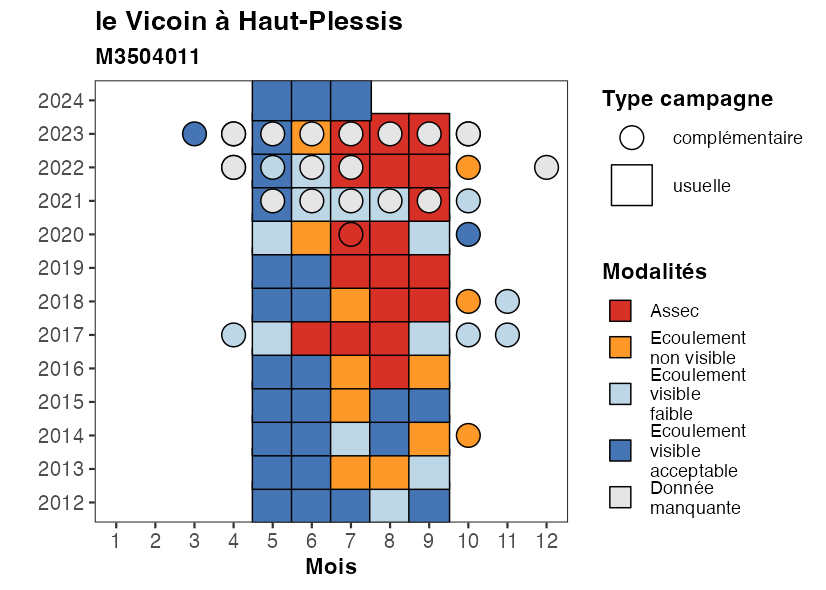 le Vicoin à Haut-Plessis
M3504011
2024
2023
2022
2021
2020
2019
2018
2017
2016
2015
2014
2013
2012
1 2 3 4 5 6 7 8 9 10 11 12
Mois
Type campagne
complémentaire
usuelle
Modalités
Assec
Ecoulement
non visible
Ecoulement
visible
faible
Ecoulement
visible
acceptable
Donnée
manquante